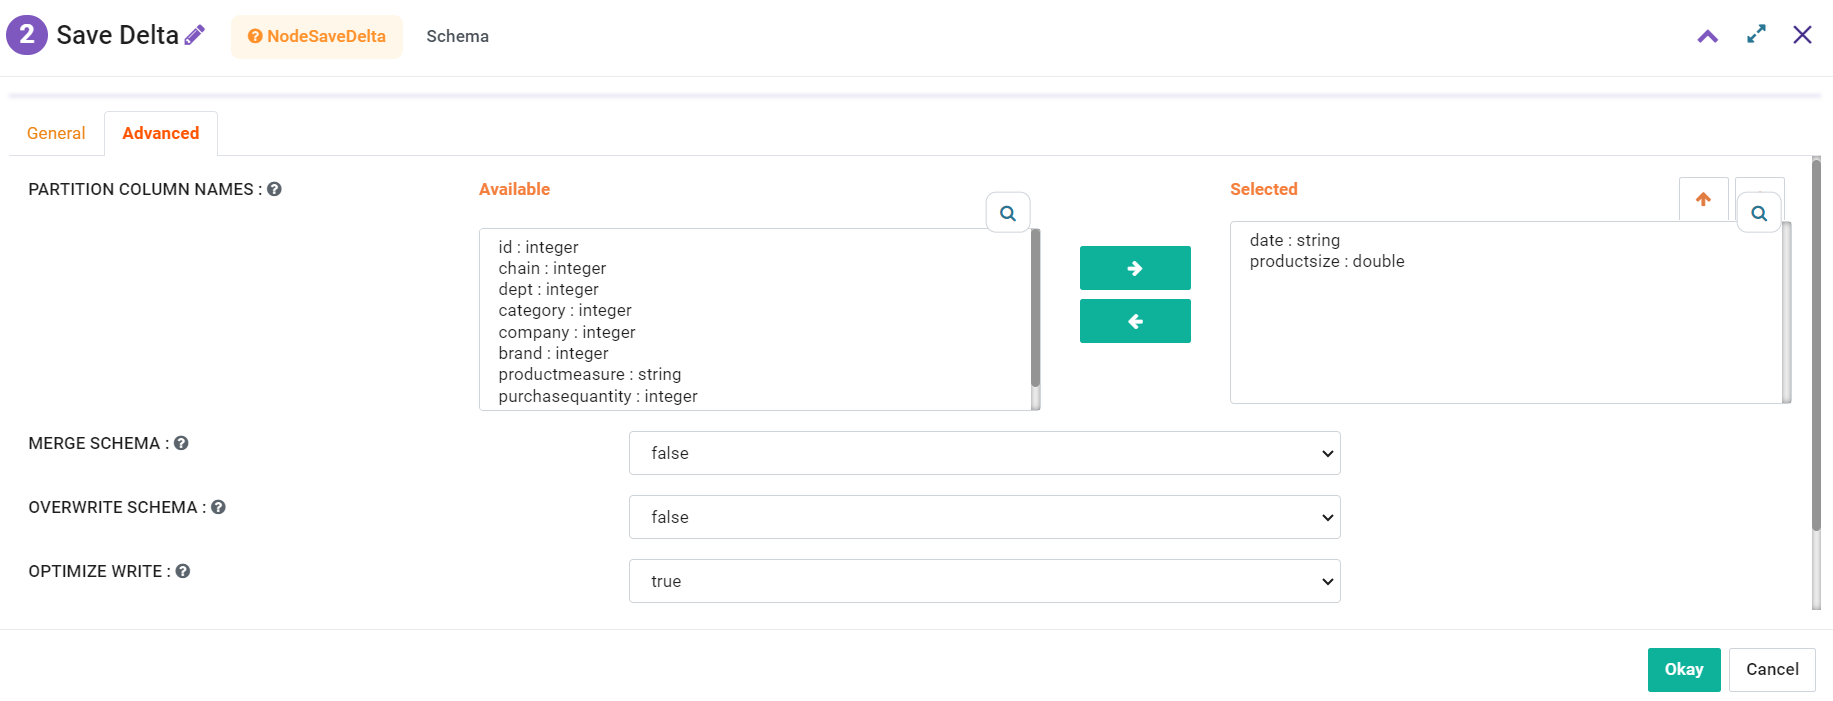 2 Save Delta NodeSaveDelta Schema
General Advanced
PARTITION COLUMN NAMES :
Available
id : integer
chain : integer
dept : integer
category : integer
company : integer
brand : integer
productmeasure : string
purchasequantity : integer
Selected
date : string
productsize : double
MERGE SCHEMA :
false
OVERWRITE SCHEMA :
false
OPTIMIZE WRITE :
true
Okay Cancel